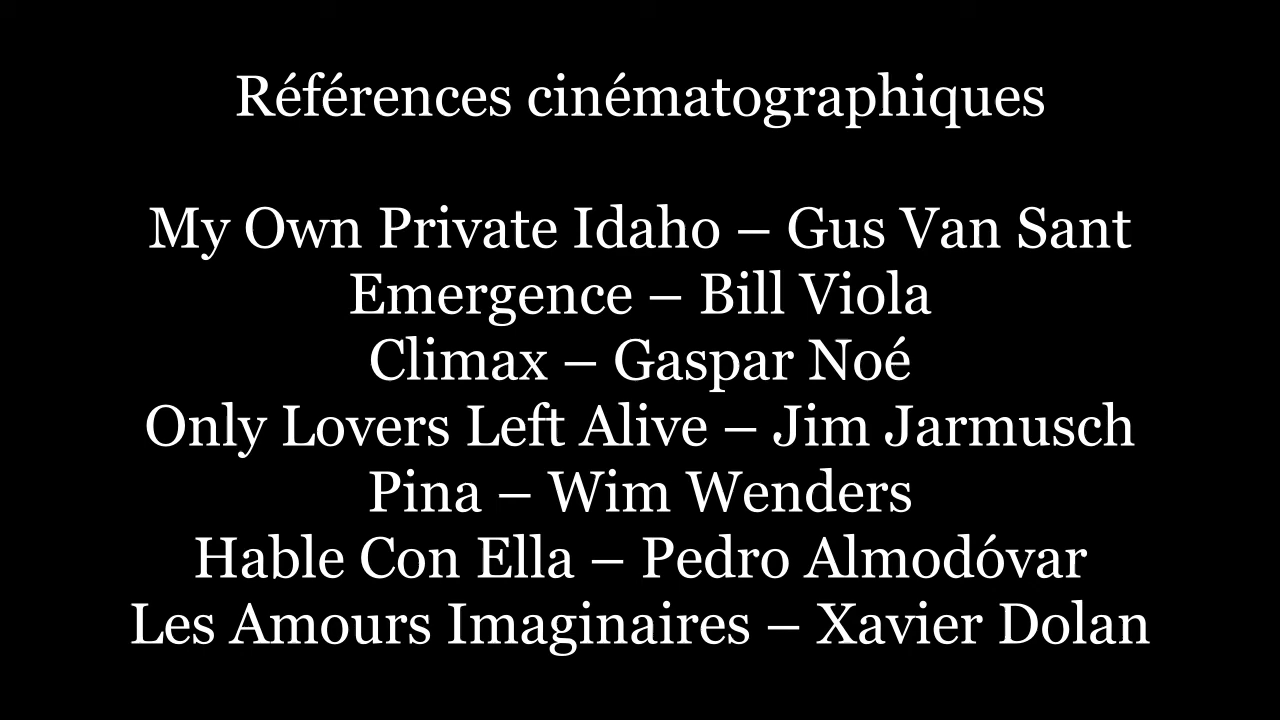 Références cinématographiques
My Own Private Idaho – Gus Van Sant
Emergence – Bill Viola
Climax – Gaspar Noé
Only Lovers Left Alive – Jim Jarmusch
Pina – Wim Wenders
Hable Con Ella – Pedro Almodóvar
Les Amours Imaginaires – Xavier Dolan